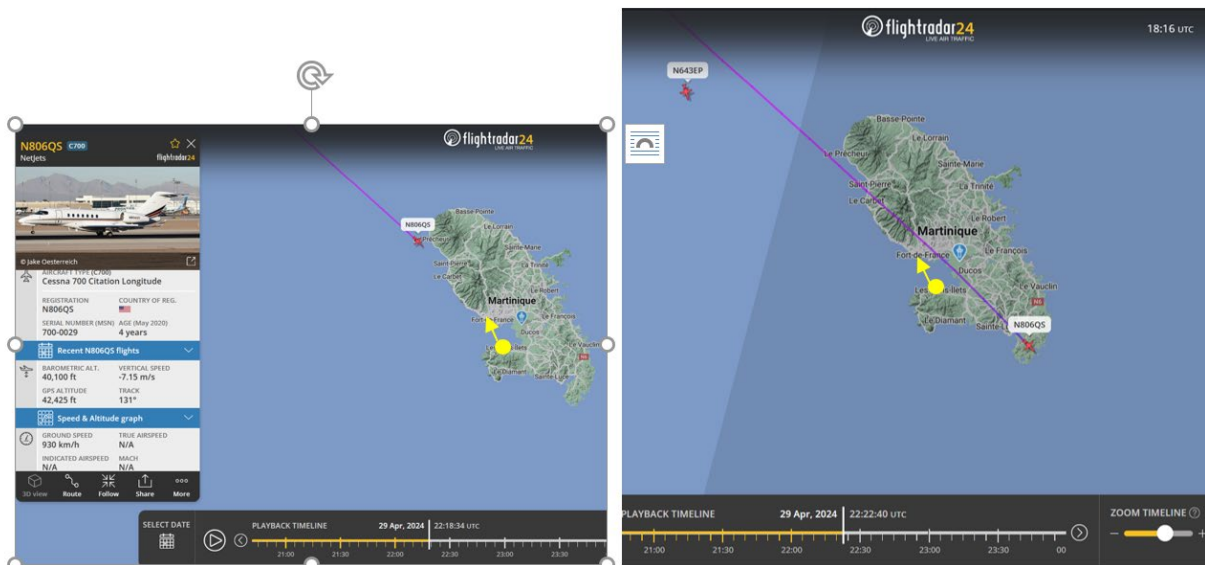 N806QS C700
NetJets
flightradar24
© Jake Oesterreich
AIRCRAFT TYPE (C700)
Cessna 700 Citation Longitude
REGISTRATION COUNTRY OF REG.
N806QS
SERIAL NUMBER (MSN) AGE (May 2020)
700-0029 4 years
Recent N806QS flights
BAROMETRIC ALT. VERTICAL SPEED
40,100 ft -7.15 m/s
GPS ALTITUDE TRACK
42,425 ft 131°
Speed & Altitude graph
GROUND SPEED TRUE AIRSPEED
930 km/h N/A
INDICATED AIRSPEED MACH
N/A N/A
3D view Route Follow Share More
flightradar24
LIVE AIR TRAFFIC
N806QS
Basse-Pointe
Le Lorrain
Prêcheur
Sainte-Marie
Saint-Pierre
La Trinité
Le Carbet
Le Robert
Martinique
Fort-de-France
Le François
Ducos
Le Vauclin
Le Diamant
Sainte-Luce
SELECT DATE
PLAYBACK TIMELINE 29 Apr, 2024 22:18:34 UTC
21:00 21:30 22:00 22:30 23:00 23:30
flightradar24
LIVE AIR TRAFFIC
18:16 UTC
N643EP
Basse-Pointe
Le Lorrain
Le Prêcheur
Sainte-Marie
Saint-Pierre
La Trinité
Le Carbet
Le Robert
Martinique
Fort-de-France
Le François
Ducos
Le Vauclin
N6
Le Diamant
N806QS
PLAYBACK TIMELINE 29 Apr, 2024 22:22:40 UTC
21:00 21:30 22:00 22:30 23:00 23:30 00
ZOOM TIMELINE ?
- +